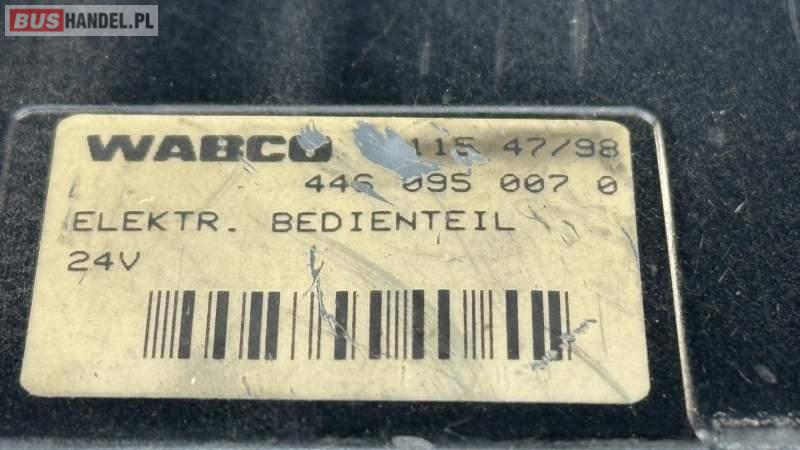 BUSHANDEL.PL
WABCO 115 47/98
446 095 007 0
ELEKTR. BEDIENTEIL
24V